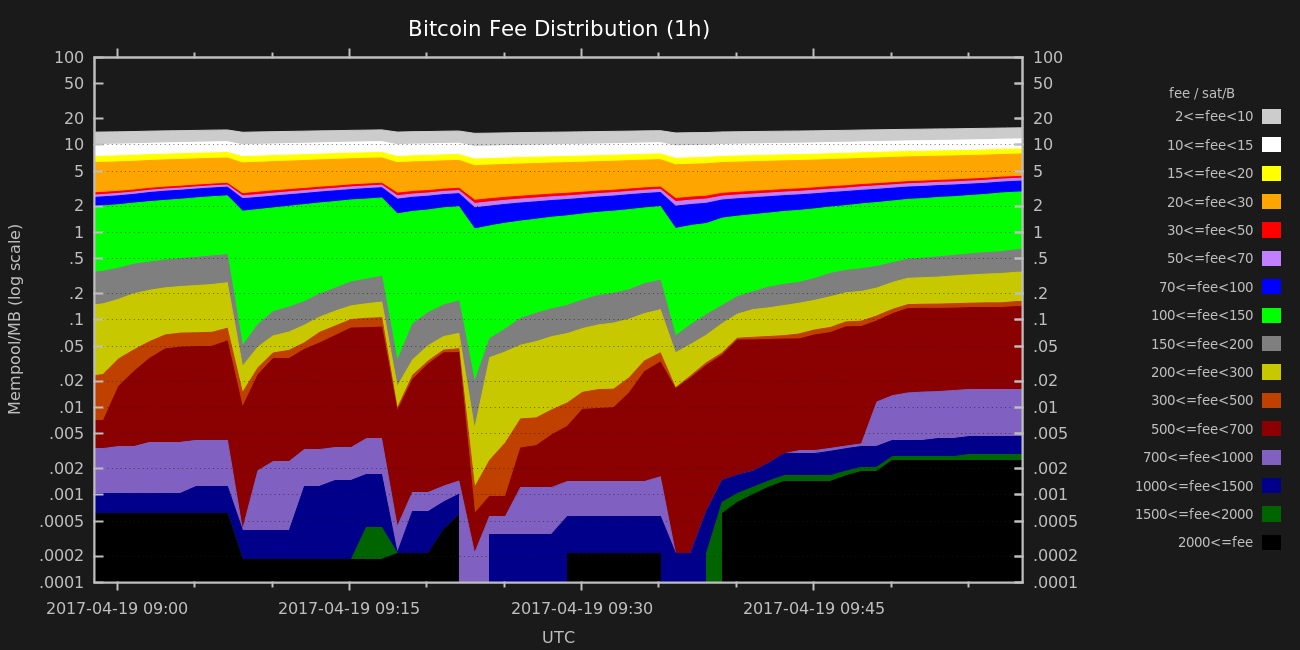 Bitcoin Fee Distribution (1h)
100
50
20
10
5
2
1
.5
.2
.1
.05
.02
.01
.005
.002
.001
.0005
.0002
.0001
Mempool/MB (log scale)
100
50
20
10
5
2
1
.5
.2
.1
.05
.02
.01
.005
.002
.001
.0005
.0002
.0001
2017-04-19 09:00
2017-04-19 09:15
2017-04-19 09:30
2017-04-19 09:45
UTC
fee / sat/B
2<=fee<10
10<=fee<15
15<=fee<20
20<=fee<30
30<=fee<50
50<=fee<70
70<=fee<100
100<=fee<150
150<=fee<200
200<=fee<300
300<=fee<500
500<=fee<700
700<=fee<1000
1000<=fee<1500
1500<=fee<2000
2000<=fee